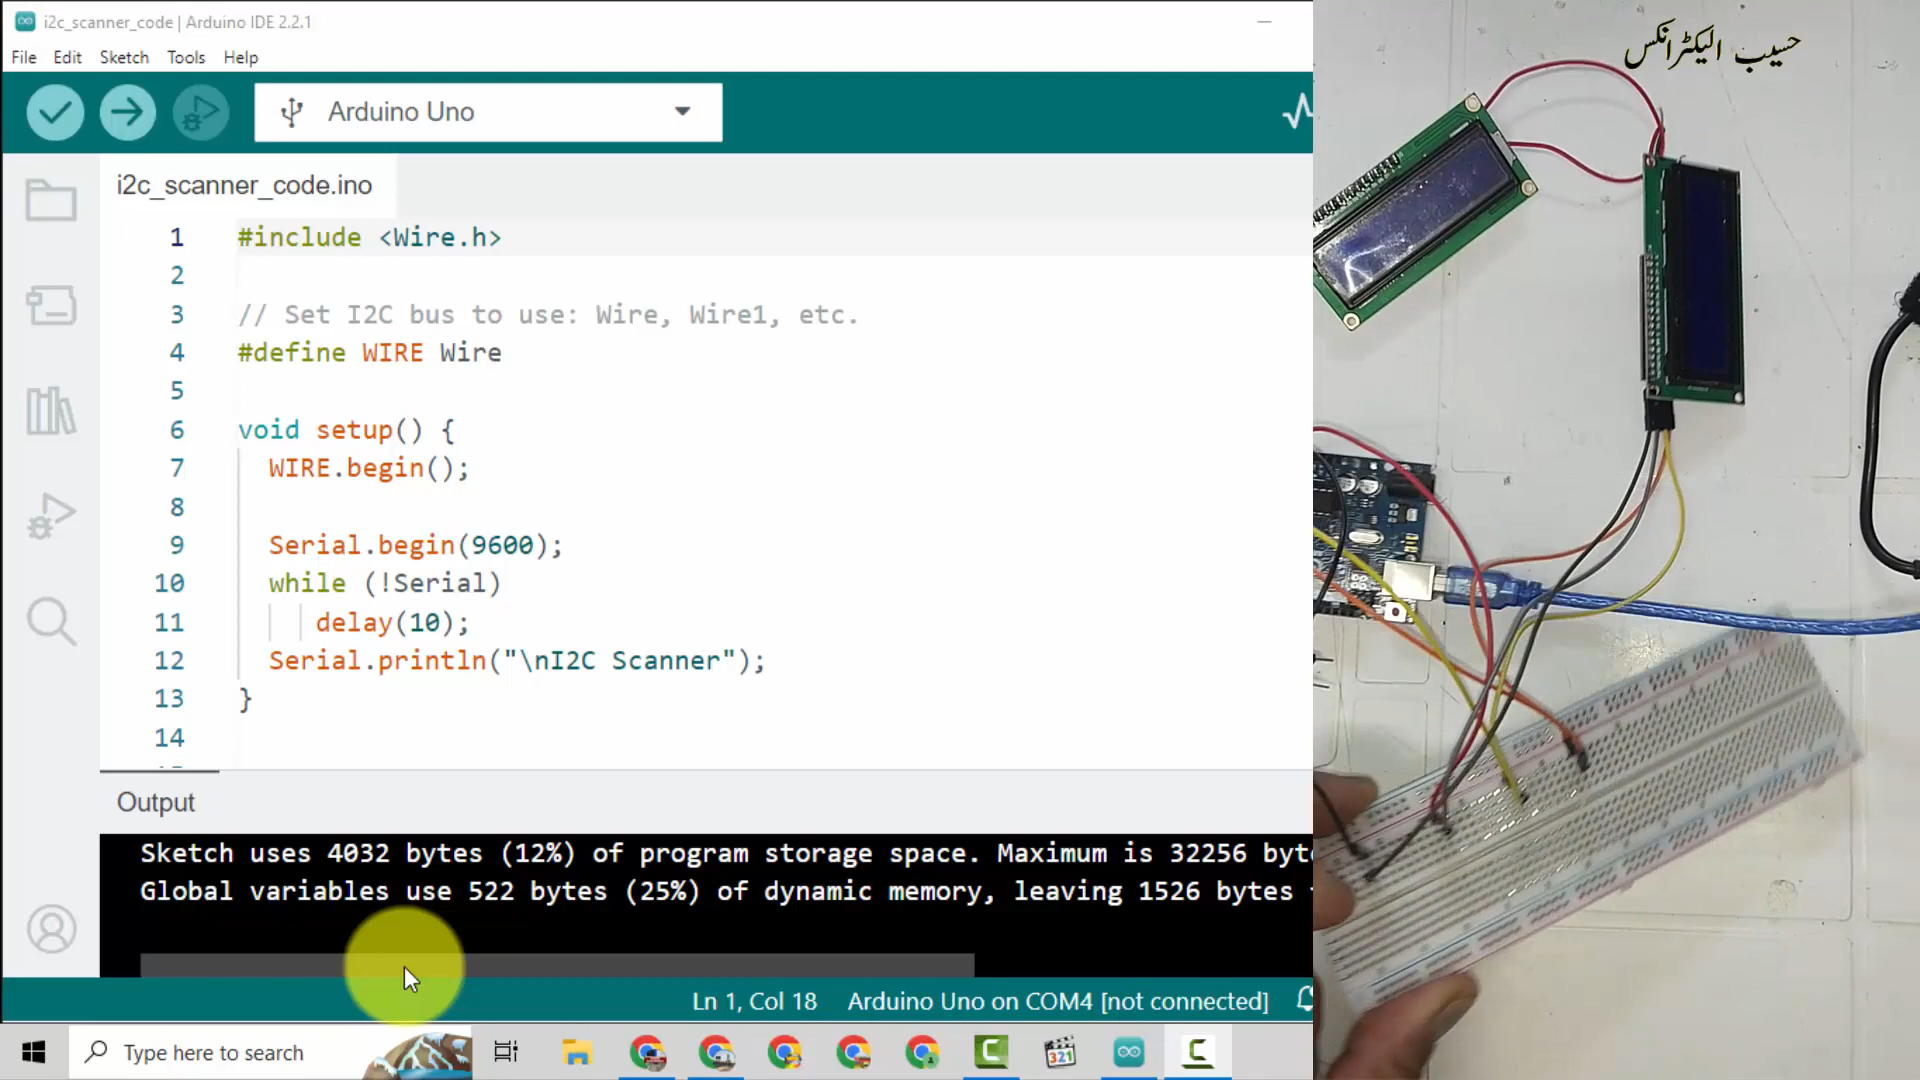 i2c_scanner_code | Arduino IDE 2.2.1
File Edit Sketch Tools Help
Arduino Uno
i2c_scanner_code.ino
1 #include <Wire.h>
2
3 // Set I2C bus to use: Wire, Wire1, etc.
4 #define WIRE Wire
5
6 void setup() {
7 WIRE.begin();
8
9 Serial.begin(9600);
10 while (!Serial)
11 delay(10);
12 Serial.println("\nI2C Scanner");
13 }
14
Output
Sketch uses 4032 bytes (12%) of program storage space. Maximum is 32256
Global variables use 522 bytes (25%) of dynamic memory, leaving 1526 bytes
Ln 1, Col 18 Arduino Uno on COM4 [not connected]
Type here to search
321
حسیب الیکٹرانکس